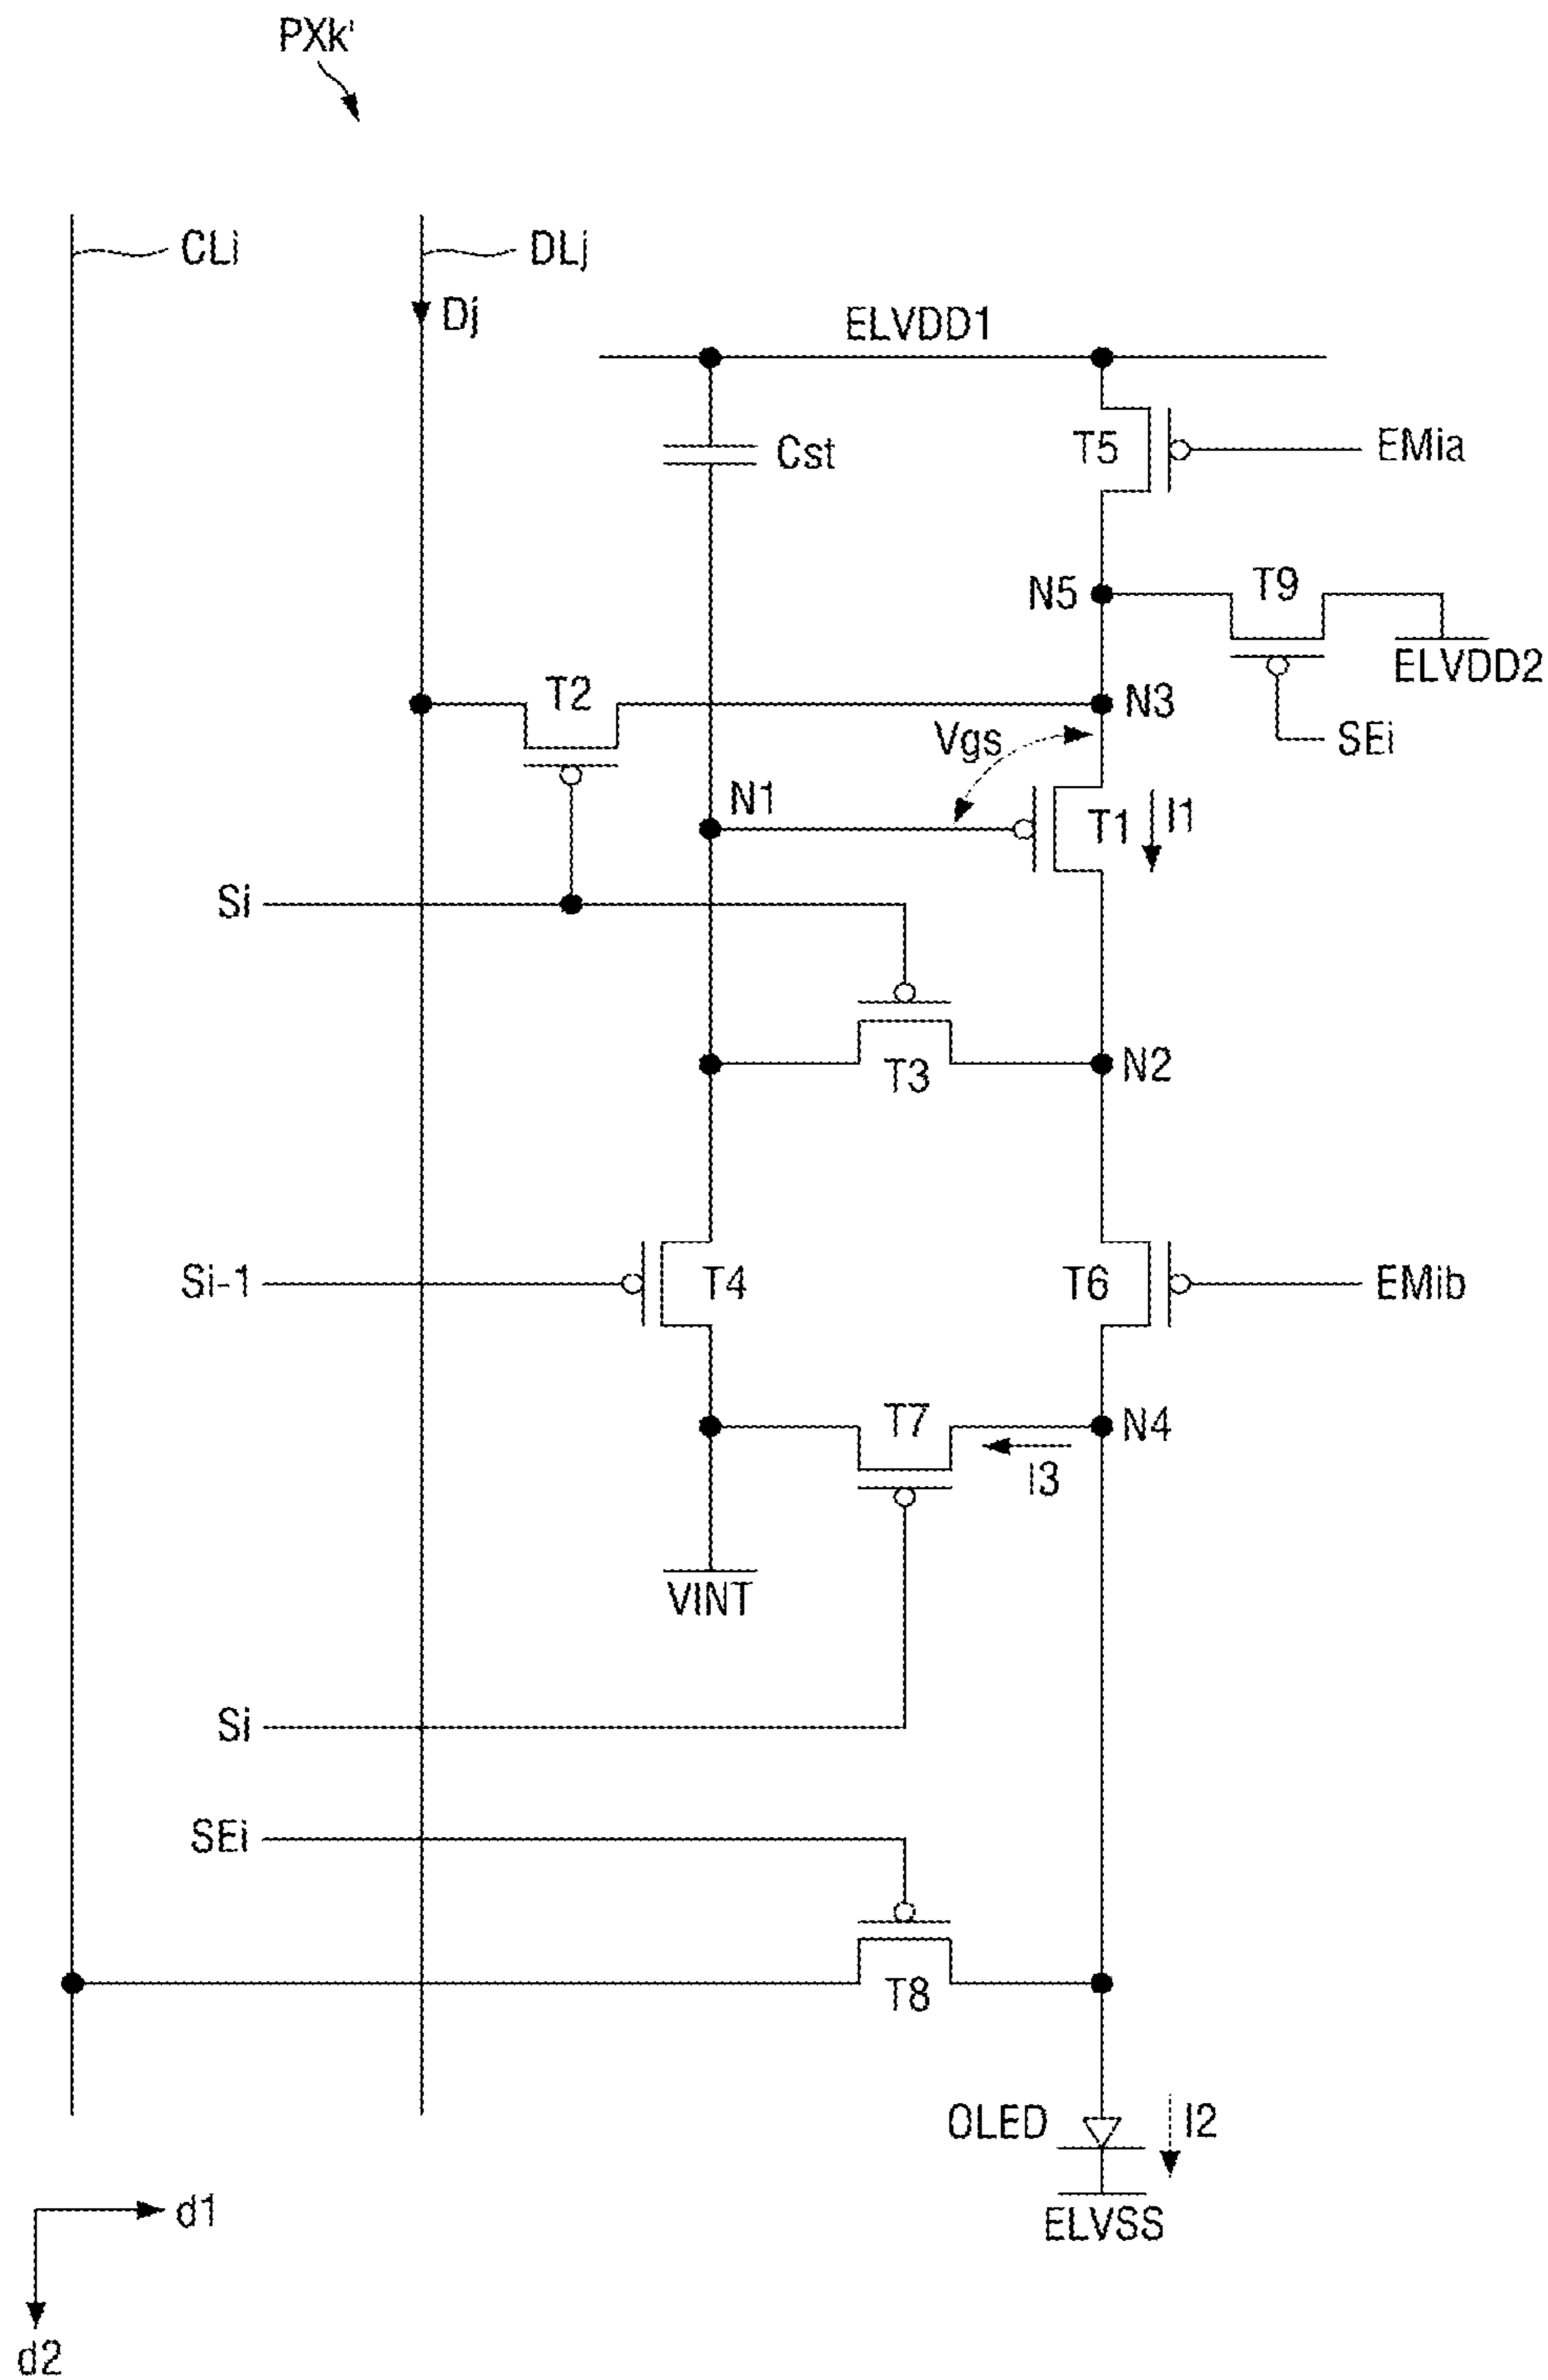 PXk'
CLi
DLj
Dj
ELVDD1
Cst
T5
EMia
N5
T9
ELVDD2
T2
N3
SEi
Vgs
N1
T1
I1
Si
T3
N2
Si-1
T4
T6
EMib
T7
N4
I3
VINT
Si
SEi
T8
OLED
I2
d1
ELVSS
d2